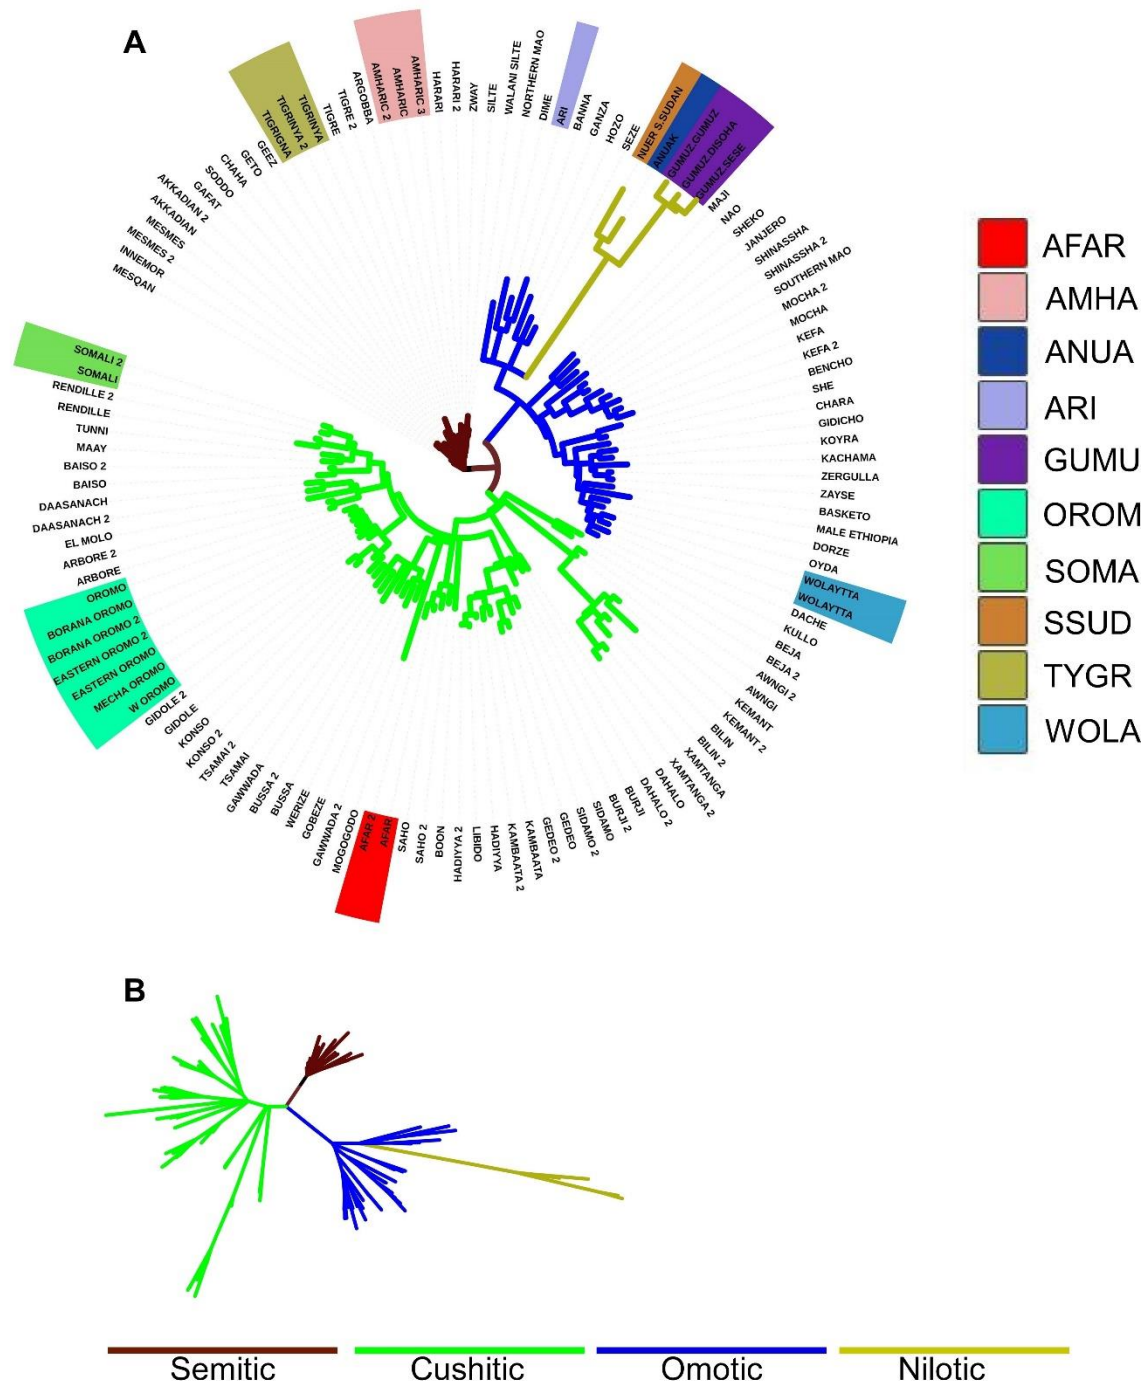 A
MESQAN
INNEMOR
MESMES 2
MESMES
AKKADIAN
AKKADIAN 2
GAFAT
SODDO
CHAHA
GETO
GEEZ
TIGRIGNA
TIGRINYA 2
TIGRINYA
TIGRE
TIGRE 2
ARGOBBA
AMHARIC 2
AMHARIC
AMHARIC 3
HARARI
HARARI 2
ZWAY
SILTE
WALANI SILTE
NORTHERN MAO
DIME
ARI
BANNA
GANZA
HOZO
SEZE
NUER S.SUDAN
ANUAK
GUMUZ.GUMUZ
GUMUZ.DISOHA
GUMUZ.SESE
MAJI
NAO
SHEKO
JANJERO
SHINASSHA
SHINASSHA 2
SOUTHERN MAO
MOCHA 2
MOCHA
KEFA
KEFA 2
BENCHO
SHE
CHARA
GIDICHO
KOYRA
KACHAMA
ZERGULLA
ZAYSE
BASKETO
MALE ETHIOPIA
DORZE
OYDA
WOLAYTTA
WOLAYTTA
DACHE
KULLO
BEJA
BEJA 2
AWNGI 2
AWNGI
KEMANT
KEMANT 2
BILIN
BILIN 2
XAMTANGA
XAMTANGA 2
DAHALO
DAHALO 2
BURJI
BURJI 2
SIDAMO
SIDAMO 2
GEDEO
GEDEO 2
KAMBAATA
KAMBAATA 2
HADIYYA
LIBIDO
HADIYYA 2
BOON
SAHO 2
SAHO
AFAR
AFAR 2
MOGOGODO
GAWWADA 2
GOBEZE
WERIZE
BUSSA
BUSSA 2
GAWWADA
TSAMAI
TSAMAI 2
KONSO 2
KONSO
GIDOLE
GIDOLE 2
W OROMO
MECHA OROMO
EASTERN OROMO
EASTERN OROMO 2
BORANA OROMO 2
BORANA OROMO
OROMO
ARBORE
ARBORE 2
EL MOLO
DAASANACH 2
DAASANACH
BAISO
BAISO 2
MAAY
TUNNI
RENDILLE
RENDILLE 2
SOMALI
SOMALI 2
AFAR
AMHA
ANUA
ARI
GUMU
OROM
SOMA
SSUD
TYGR
WOLA
B
Semitic
Cushitic
Omotic
Nilotic